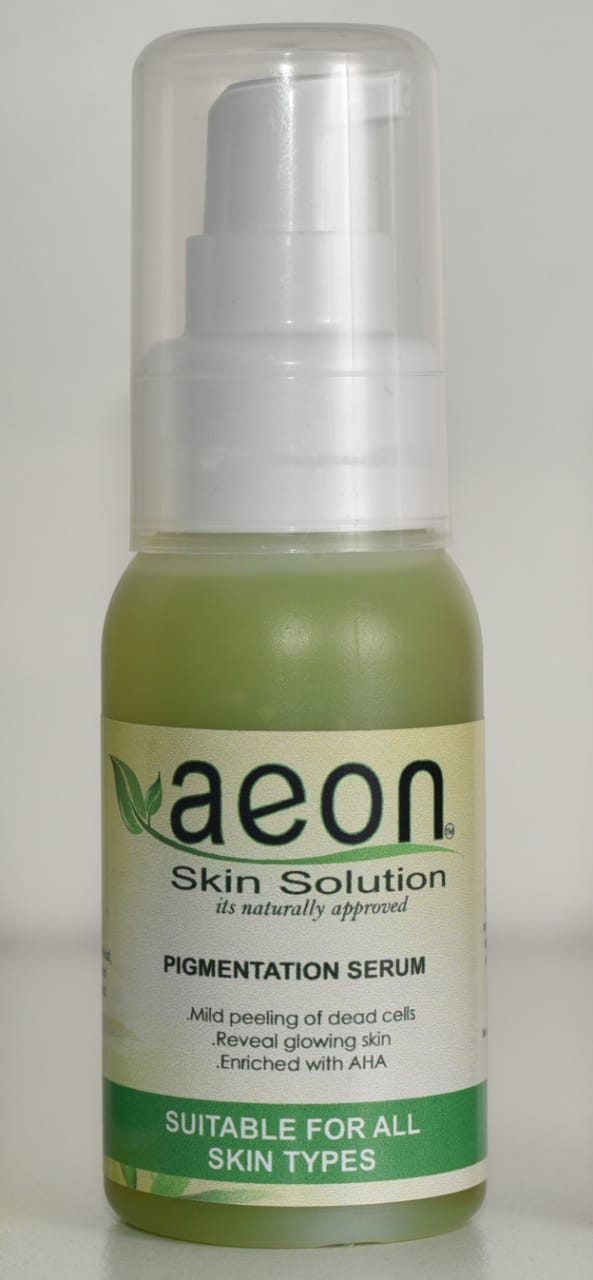 aeon
TM
Skin Solution
its naturally approved
PIGMENTATION SERUM
.Mild peeling of dead cells
.Reveal glowing skin
.Enriched with AHA
SUITABLE FOR ALL
SKIN TYPES